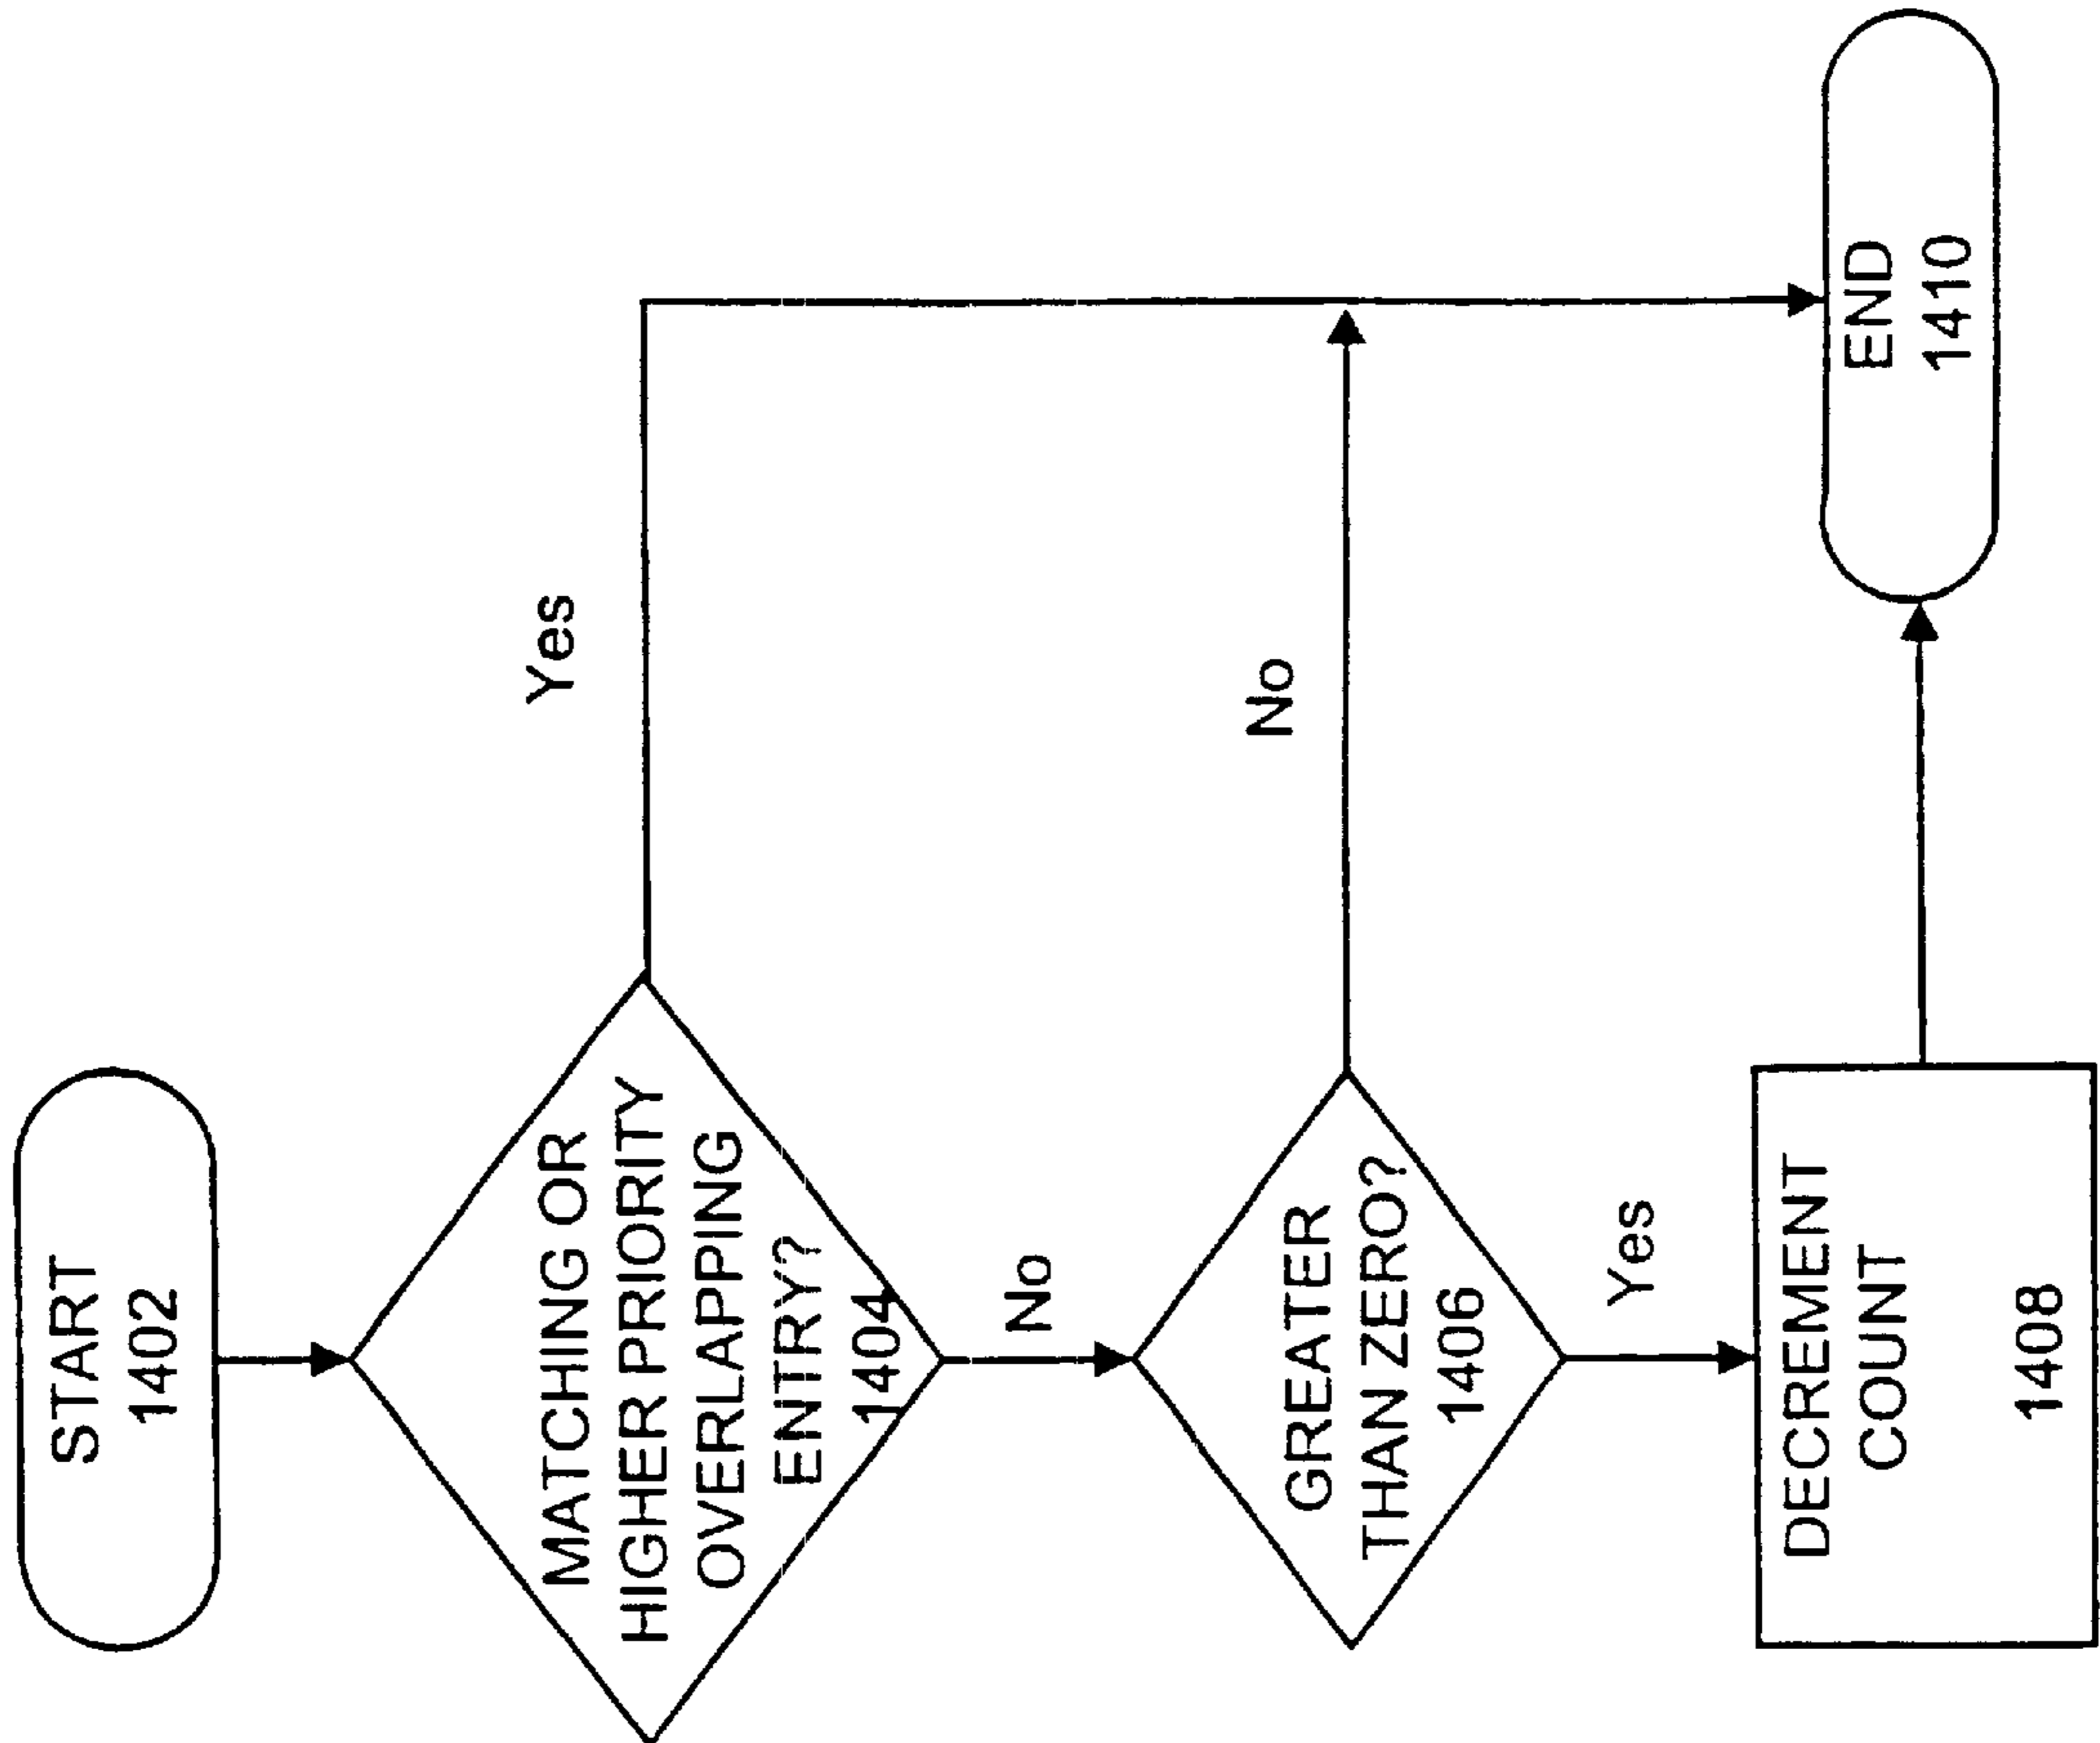 START
1402
MATCHING OR
HIGHER PRIORITY
OVERLAPPING
ENTRY?
1404
Yes
No
GREATER
THAN ZERO?
1406
No
Yes
DECREMENT
COUNT
1408
END
1410